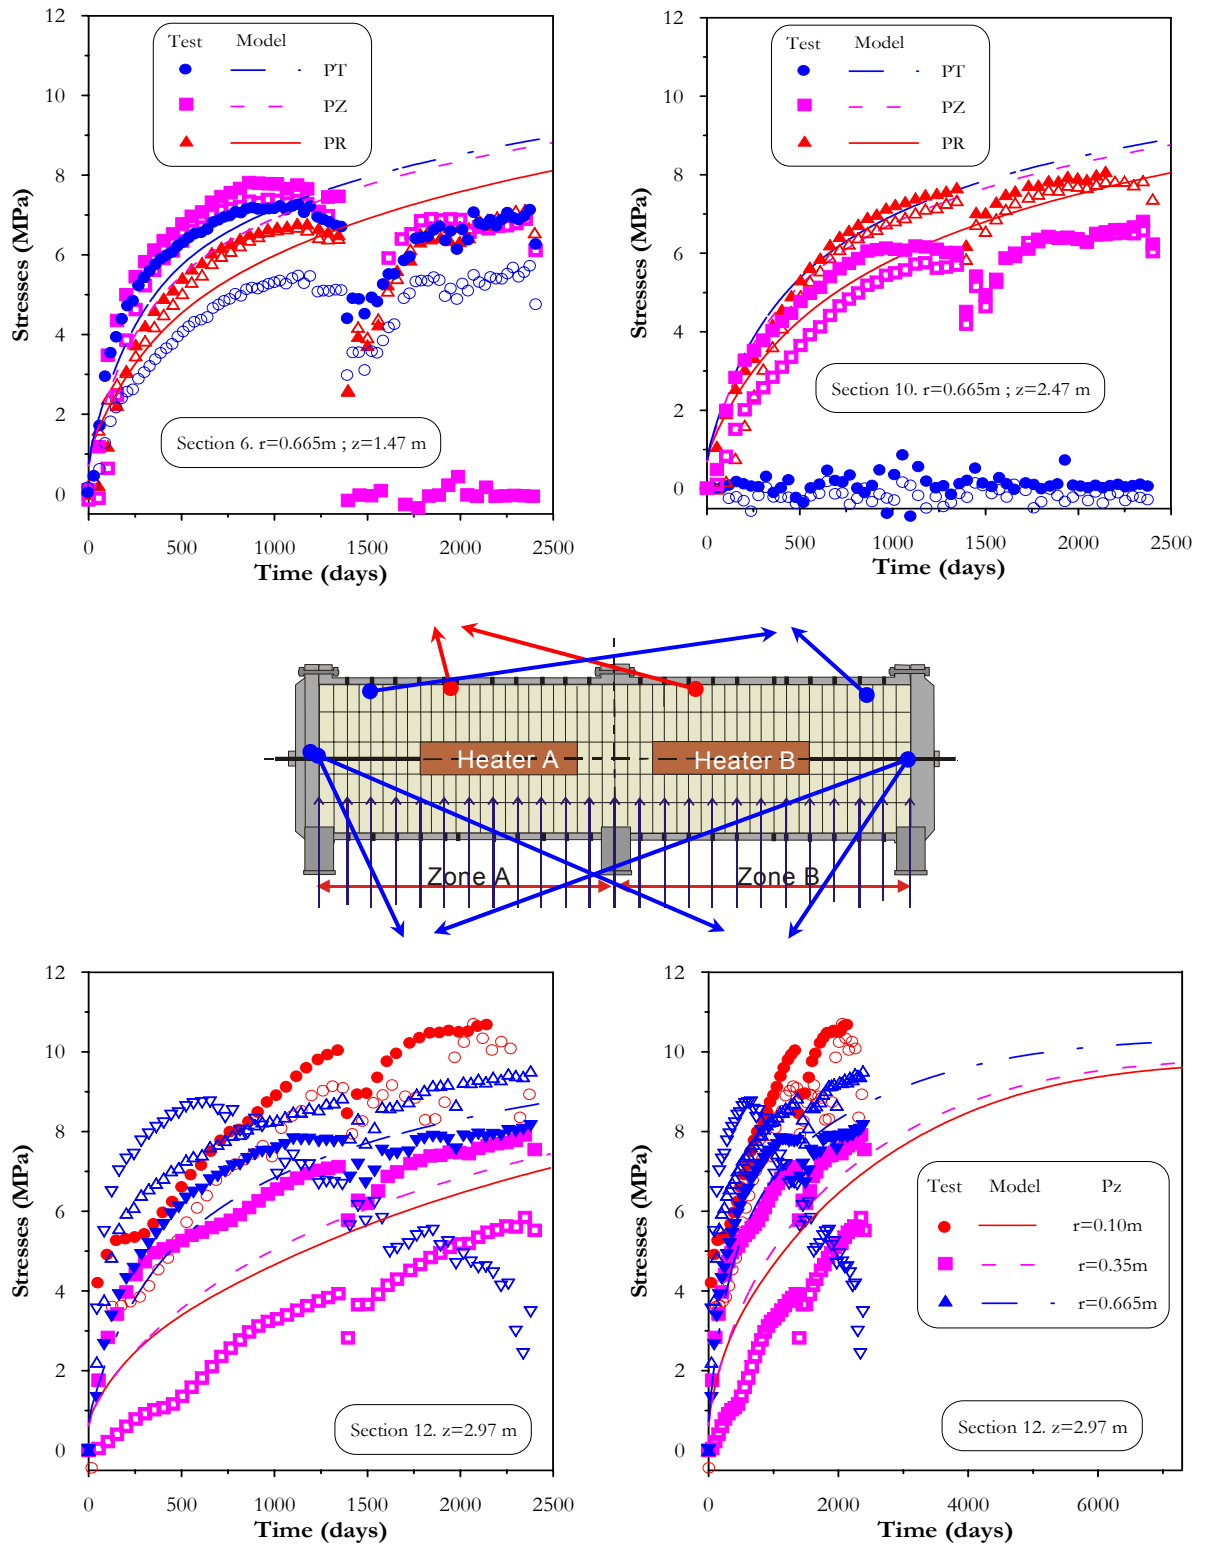 12
10
8
6
4
2
0
Stresses (MPa)
Test Model
PT
PZ
PR
Section 6. r=0.665m ; z=1.47 m
0 500 1000 1500 2000 2500
Time (days)
12
10
8
6
4
2
0
Stresses (MPa)
Test Model
PT
PZ
PR
Section 10. r=0.665m ; z=2.47 m
0 500 1000 1500 2000 2500
Time (days)
Heater A Heater B
Zone A Zone B
12
10
8
6
4
2
0
Stresses (MPa)
Section 12. z=2.97 m
0 500 1000 1500 2000 2500
Time (days)
12
10
8
6
4
2
0
Stresses (MPa)
Test Model Pz
r=0.10m
r=0.35m
r=0.665m
Section 12. z=2.97 m
0 2000 4000 6000
Time (days)